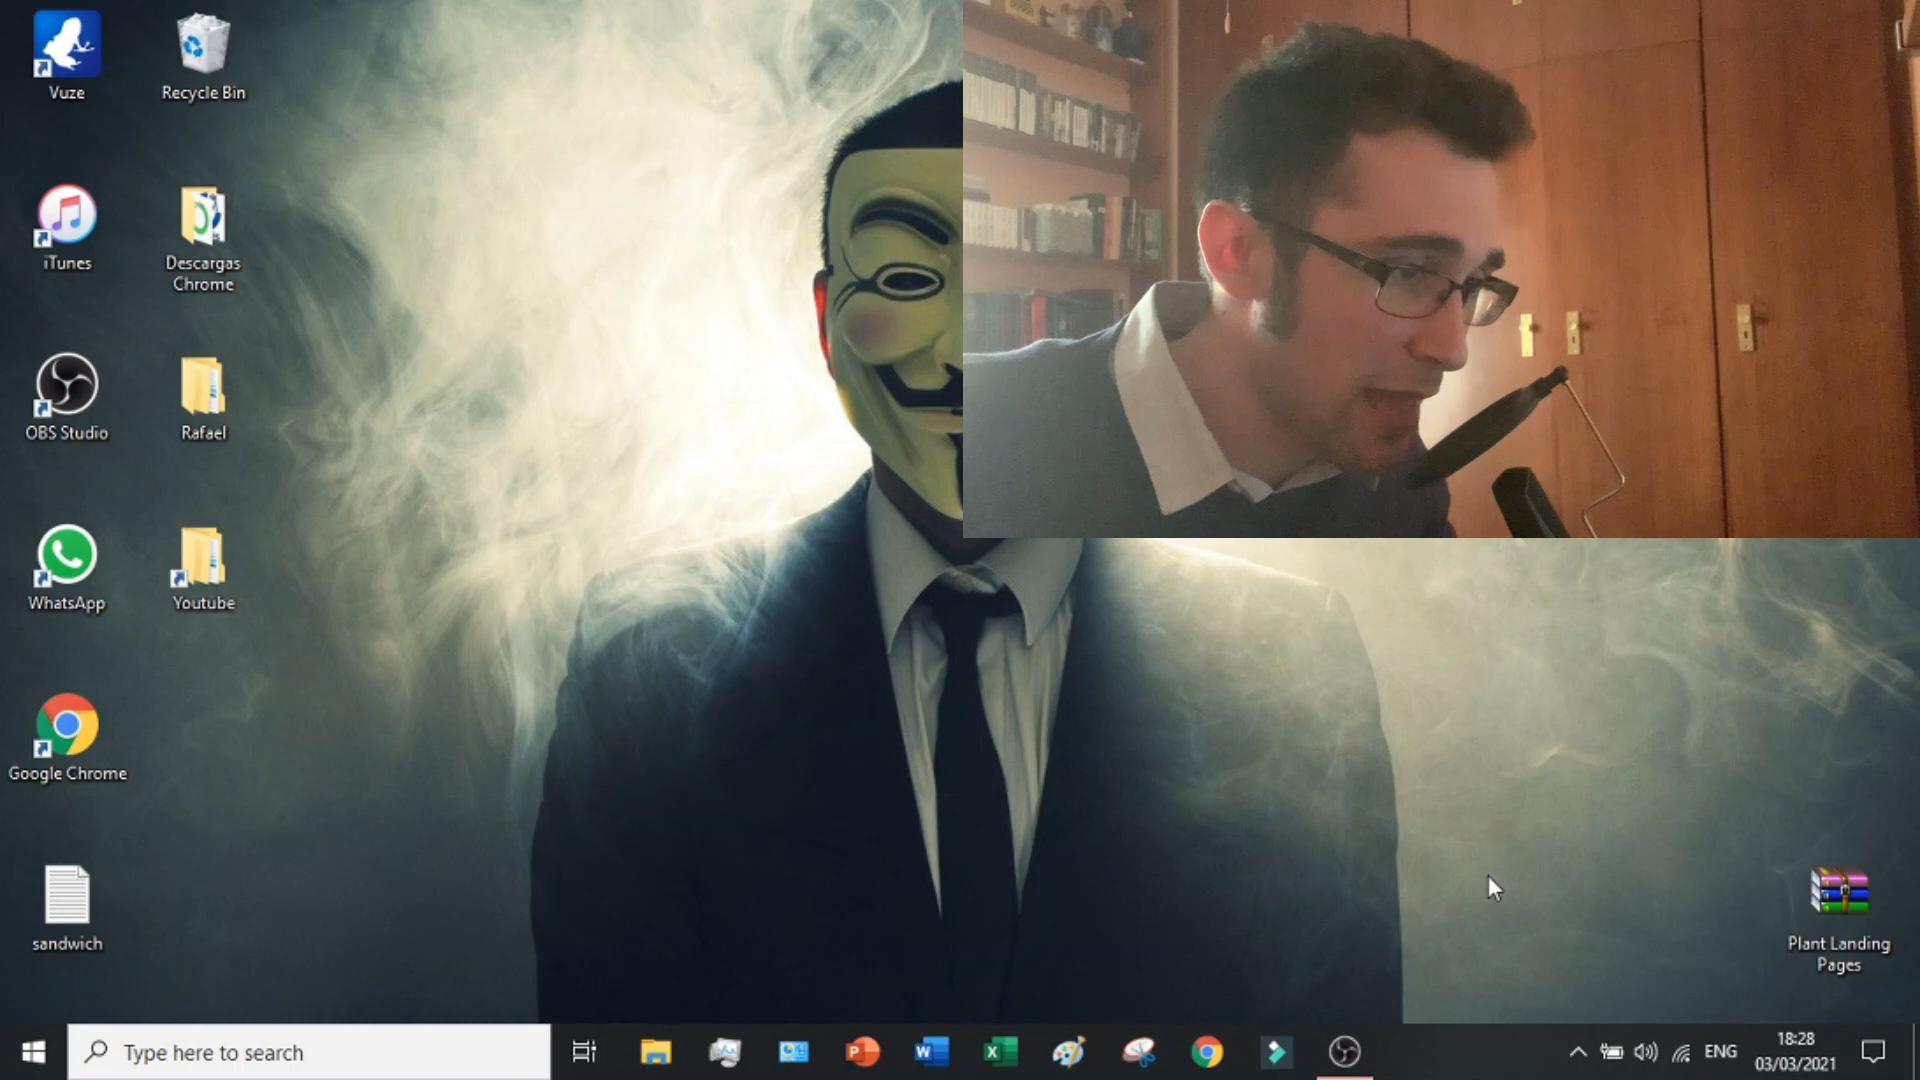 Vuze
Recycle Bin
iTunes
Descargas
Chrome
OBS Studio
Rafael
WhatsApp
Youtube
Google Chrome
sandwich
Plant Landing
Pages
Type here to search
ENG
18:28
03/03/2021